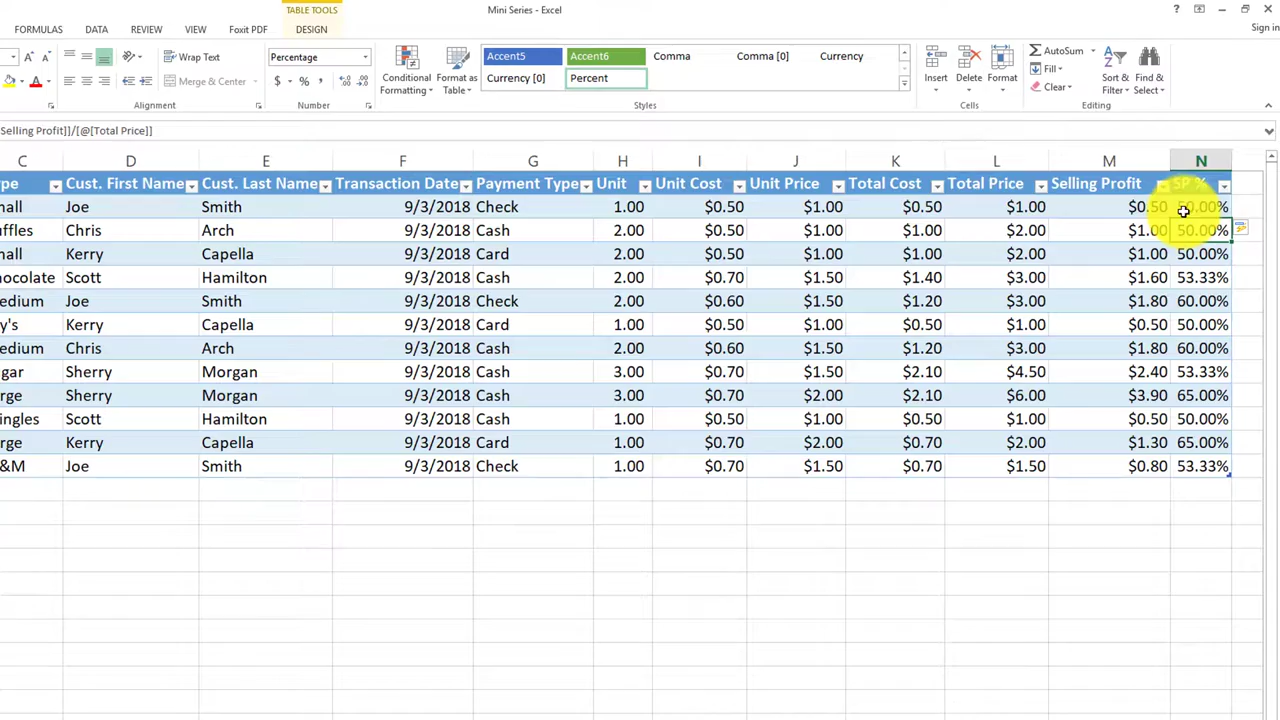 TABLE TOOLS
Mini Series - Excel
FORMULAS DATA REVIEW VIEW Foxit PDF DESIGN Sign in
Wrap Text Percentage Accent5 Accent6 Comma Comma [0] Currency AutoSum
Merge & Center $ % , Conditional Formatting Format as Table Currency [0] Percent Insert Delete Format Fill Clear Sort & Filter Find & Select
Alignment Number Styles Cells Editing
Selling Profit]]/[@[Total Price]]
C D E F G H I J K L M N
pe Cust. First Name Cust. Last Name Transaction Date Payment Type Unit Unit Cost Unit Price Total Cost Total Price Selling Profit SP %
nall Joe Smith 9/3/2018 Check 1.00 $0.50 $1.00 $0.50 $1.00 $0.50 50.00%
uffles Chris Arch 9/3/2018 Cash 2.00 $0.50 $1.00 $1.00 $2.00 $1.00 50.00%
nall Kerry Capella 9/3/2018 Card 2.00 $0.50 $1.00 $1.00 $2.00 $1.00 50.00%
nocolate Scott Hamilton 9/3/2018 Cash 2.00 $0.70 $1.50 $1.40 $3.00 $1.60 53.33%
edium Joe Smith 9/3/2018 Check 2.00 $0.60 $1.50 $1.20 $3.00 $1.80 60.00%
y's Kerry Capella 9/3/2018 Card 1.00 $0.50 $1.00 $0.50 $1.00 $0.50 50.00%
edium Chris Arch 9/3/2018 Cash 2.00 $0.60 $1.50 $1.20 $3.00 $1.80 60.00%
gar Sherry Morgan 9/3/2018 Cash 3.00 $0.70 $1.50 $2.10 $4.50 $2.40 53.33%
rge Sherry Morgan 9/3/2018 Cash 3.00 $0.70 $2.00 $2.10 $6.00 $3.90 65.00%
ingles Scott Hamilton 9/3/2018 Cash 1.00 $0.50 $1.00 $0.50 $1.00 $0.50 50.00%
rge Kerry Capella 9/3/2018 Card 1.00 $0.70 $2.00 $0.70 $2.00 $1.30 65.00%
&M Joe Smith 9/3/2018 Check 1.00 $0.70 $1.50 $0.70 $1.50 $0.80 53.33%